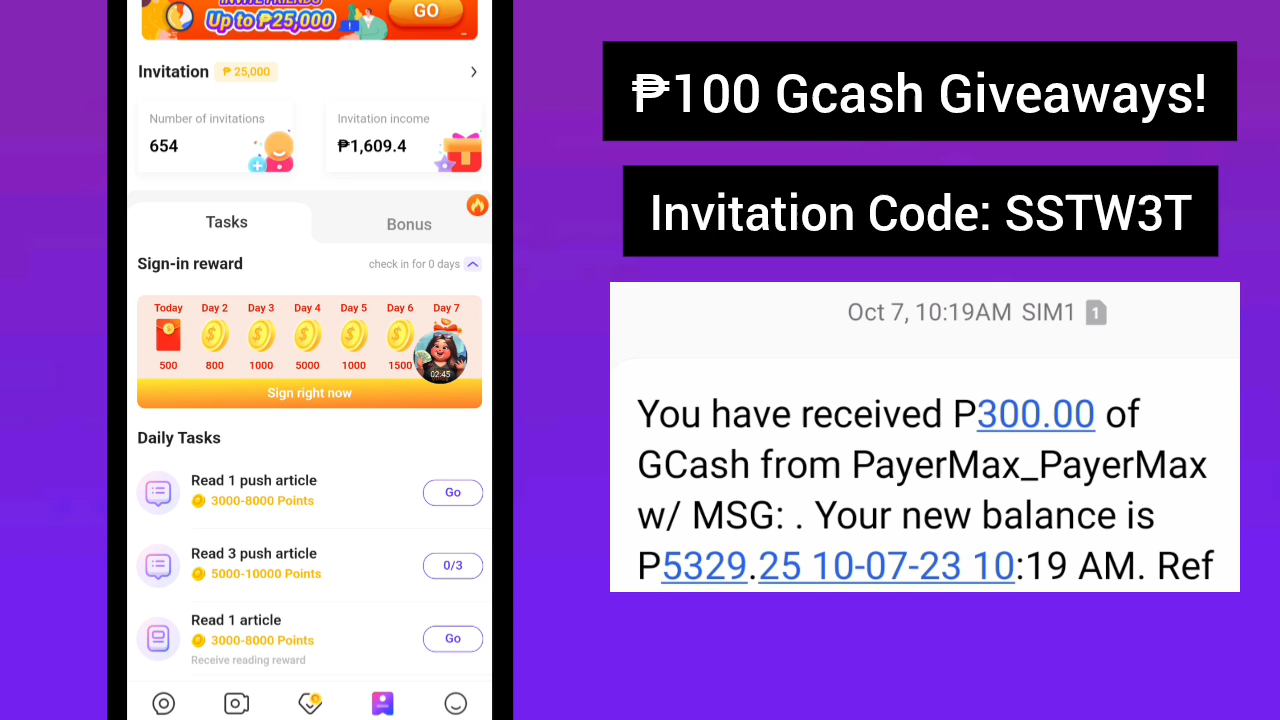 INVITE FRIENDS
Up to ₱25,000
GO
Invitation ₱ 25,000
Number of invitations
654
Invitation income
₱1,609.4
Tasks
Bonus
Sign-in reward
check in for 0 days
Today Day 2 Day 3 Day 4 Day 5 Day 6 Day 7
500 800 1000 5000 1000 1500
02:45
Sign right now
Daily Tasks
Read 1 push article
3000-8000 Points
Go
Read 3 push article
5000-10000 Points
0/3
Read 1 article
3000-8000 Points
Receive reading reward
Go
₱100 Gcash Giveaways!
Invitation Code: SSTW3T
Oct 7, 10:19AM SIM1 1
You have received P300.00 of
GCash from PayerMax_PayerMax
w/ MSG: . Your new balance is
P5329.25 10-07-23 10:19 AM. Ref